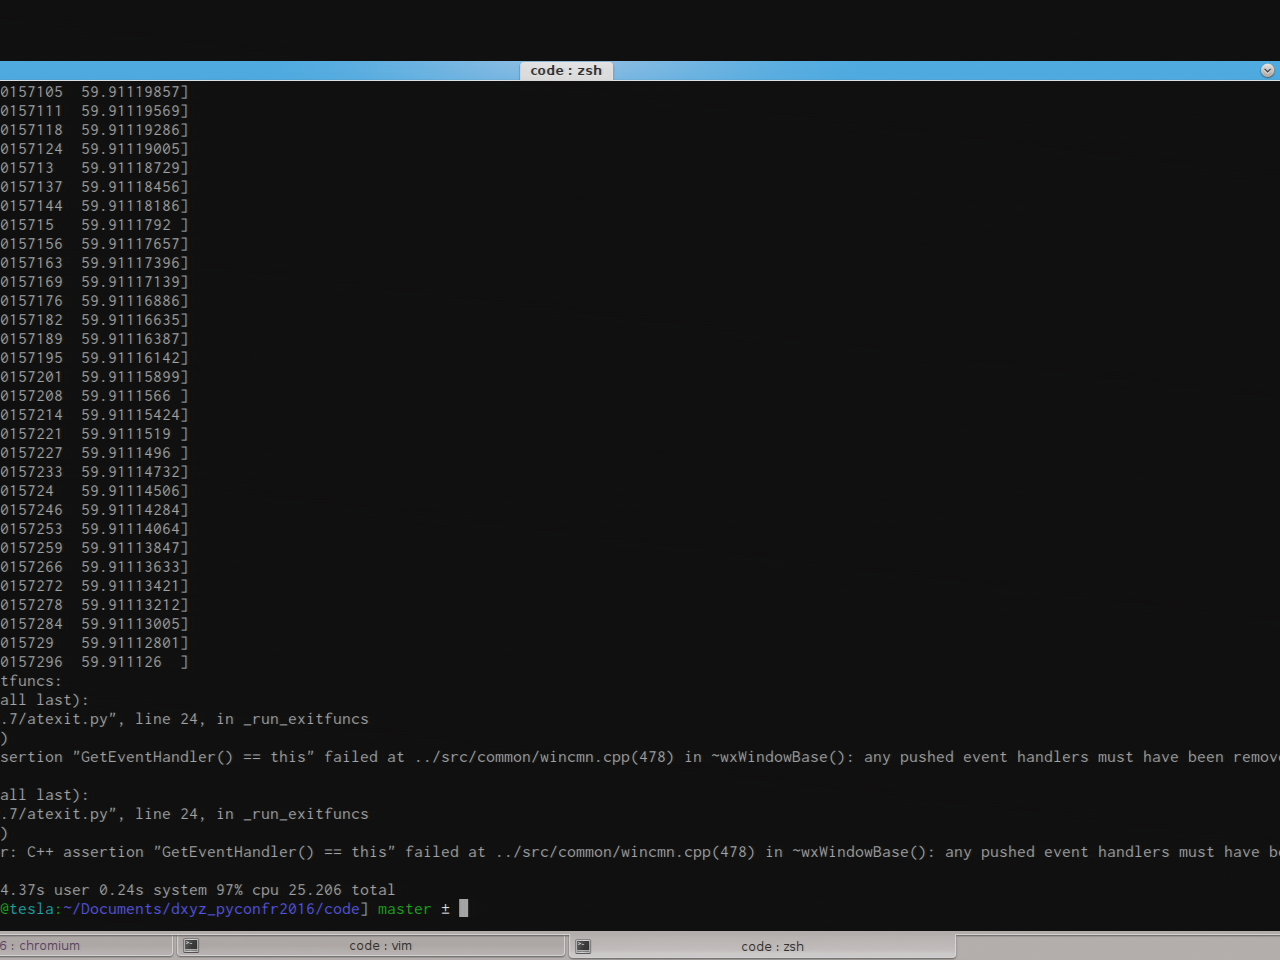 code : zsh
0157105  59.91119857]
0157111  59.91119569]
0157118  59.91119286]
0157124  59.91119005]
015713   59.91118729]
0157137  59.91118456]
0157144  59.91118186]
015715   59.9111792 ]
0157156  59.91117657]
0157163  59.91117396]
0157169  59.91117139]
0157176  59.91116886]
0157182  59.91116635]
0157189  59.91116387]
0157195  59.91116142]
0157201  59.91115899]
0157208  59.9111566 ]
0157214  59.91115424]
0157221  59.9111519 ]
0157227  59.9111496 ]
0157233  59.91114732]
015724   59.91114506]
0157246  59.91114284]
0157253  59.91114064]
0157259  59.91113847]
0157266  59.91113633]
0157272  59.91113421]
0157278  59.91113212]
0157284  59.91113005]
015729   59.91112801]
0157296  59.911126  ]
tfuncs:
all last):
.7/atexit.py", line 24, in _run_exitfuncs
)
sertion "GetEventHandler() == this" failed at ../src/common/wincmn.cpp(478) in ~wxWindowBase(): any pushed event handlers must have been remove
all last):
.7/atexit.py", line 24, in _run_exitfuncs
)
r: C++ assertion "GetEventHandler() == this" failed at ../src/common/wincmn.cpp(478) in ~wxWindowBase(): any pushed event handlers must have be
4.37s user 0.24s system 97% cpu 25.206 total
@tesla:~/Documents/dxyz_pyconfr2016/code] master ±
6 : chromium
code : vim
code : zsh